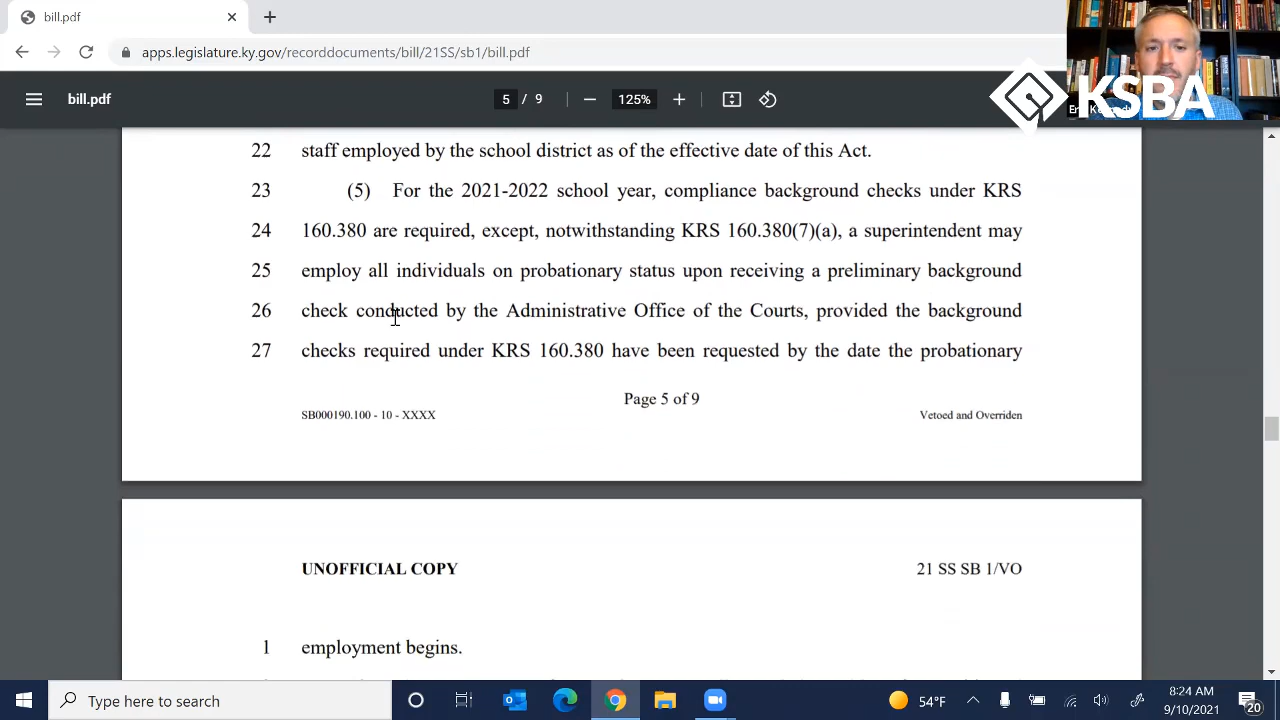 bill.pdf
apps.legislature.ky.gov/recorddocuments/bill/21SS/sb1/bill.pdf
bill.pdf
5 / 9
125%
KSBA
22 staff employed by the school district as of the effective date of this Act.
23 (5) For the 2021-2022 school year, compliance background checks under KRS
24 160.380 are required, except, notwithstanding KRS 160.380(7)(a), a superintendent may
25 employ all individuals on probationary status upon receiving a preliminary background
26 check conducted by the Administrative Office of the Courts, provided the background
27 checks required under KRS 160.380 have been requested by the date the probationary
Page 5 of 9
SB000190.100 - 10 - XXXX Vetoed and Overriden
UNOFFICIAL COPY 21 SS SB 1/VO
1 employment begins.
Type here to search
54°F
8:24 AM
9/10/2021
20